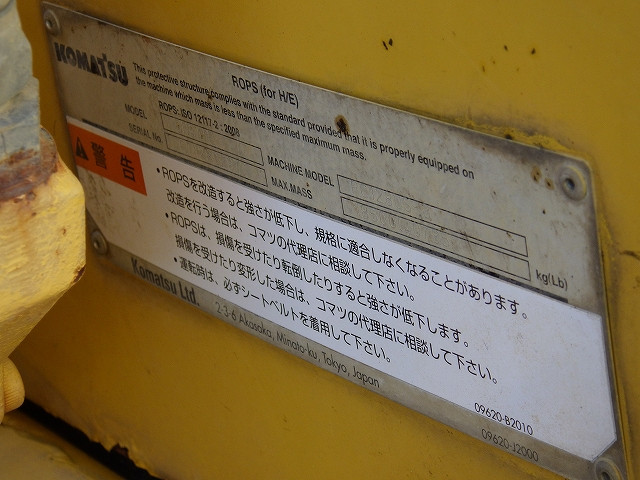 KOMATSU
ROPS (for H/E)
This protective structure complies with the standard provided that it is properly equipped on
the machine which mass is less than the specified maximum mass.
ROPS: ISO 12117-2 : 2008
MODEL
SERIAL No
MACHINE MODEL
MAX.MASS
kg(Lb)
警告
・ROPSを改造すると強さが低下し、規格に適合しなくなることがあります。
改造を行う場合は、コマツの代理店に相談して下さい。
・ROPSは、損傷を受けたり転倒したりすると強さが低下します。
損傷を受けたり変形した場合は、コマツの代理店に相談して下さい。
・運転時は、必ずシートベルトを着用して下さい。
Komatsu Ltd.
2-3-6 Akasaka, Minato-ku, Tokyo, Japan
09620-B2010
09620-J2000